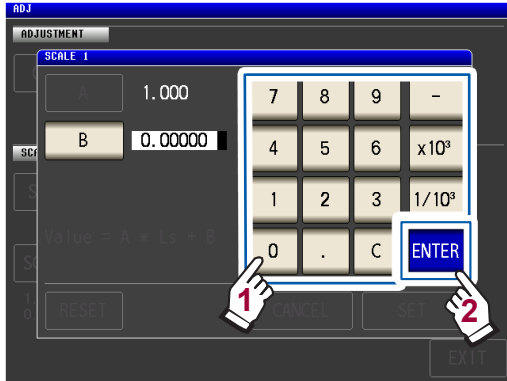 ADJ
ADJUSTMENT
SCALE 1
A 1.000
7 8 9 -
B 0.00000
4 5 6 x10³
1 2 3 1/10³
Value = A * Ls + B
0 . C ENTER
1 2
RESET CANCEL SET
EXIT